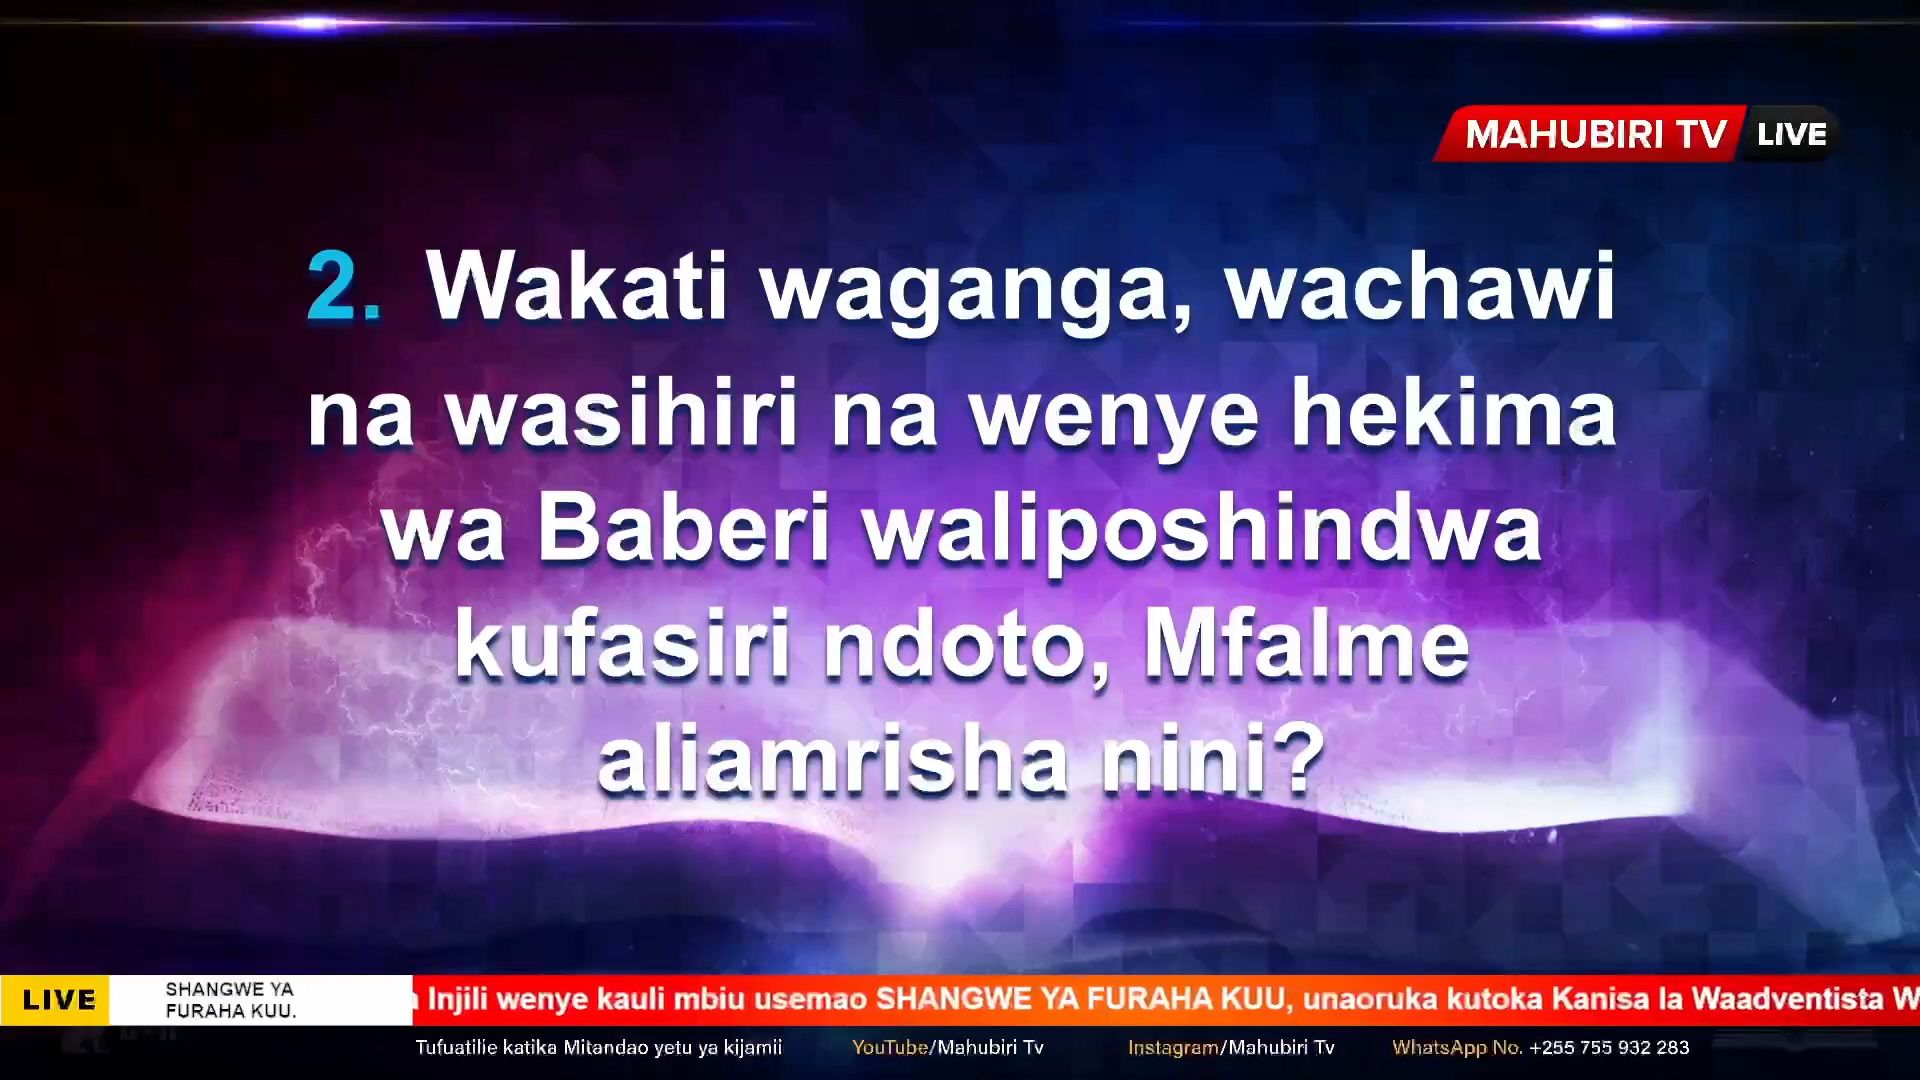 MAHUBIRI TV LIVE
2. Wakati waganga, wachawi
na wasihiri na wenye hekima
wa Baberi waliposhindwa
kufasiri ndoto, Mfalme
aliamrisha nini?
LIVE
SHANGWE YA
FURAHA KUU.
Injili wenye kauli mbiu usemao SHANGWE YA FURAHA KUU, unaoruka kutoka Kanisa la Waadventista
Tufuatilie katika Mitandao yetu ya kijamii YouTube/Mahubiri Tv Instagram/Mahubiri Tv WhatsApp No. +255 755 932 283